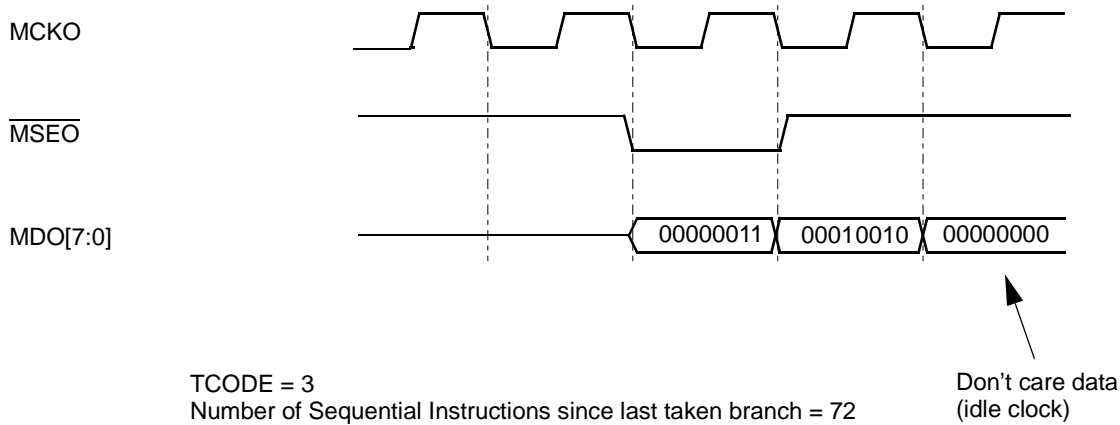 MCKO
MSEO
MDO[7:0]
00000011 00010010 00000000
TCODE = 3
Number of Sequential Instructions since last taken branch = 72
Don't care data
(idle clock)